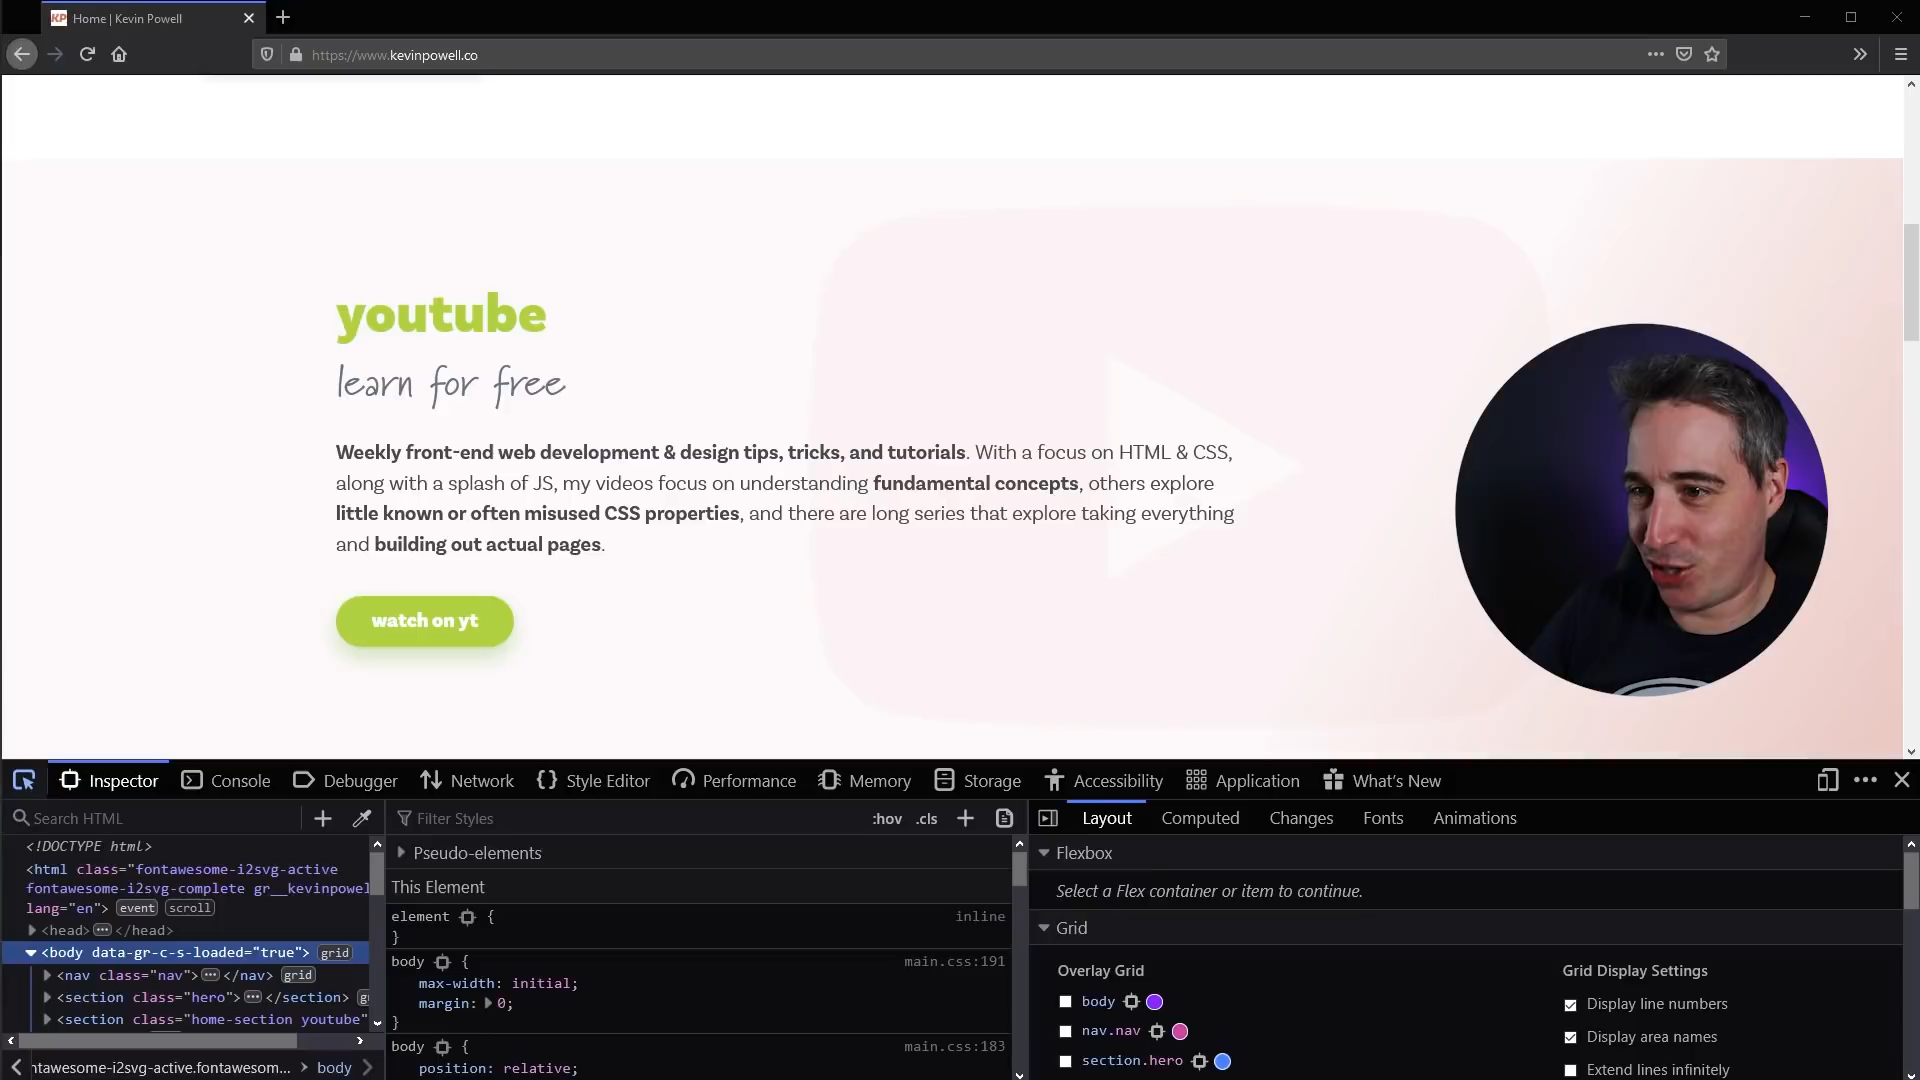 Home | Kevin Powell
https://www.kevinpowell.co
youtube
learn for free
Weekly front-end web development & design tips, tricks, and tutorials. With a focus on HTML & CSS,
along with a splash of JS, my videos focus on understanding fundamental concepts, others explore
little known or often misused CSS properties, and there are long series that explore taking everything
and building out actual pages.
watch on yt
Inspector Console Debugger Network {} Style Editor Performance Memory Storage Accessibility Application What's New
Search HTML
<!DOCTYPE html>
<html class="fontawesome-i2svg-active
fontawesome-i2svg-complete gr__kevinpowel
lang="en"> event scroll
<head> </head>
<body data-gr-c-s-loaded="true"> grid
<nav class="nav"> </nav> grid
<section class="hero"> </section> g
<section class="home-section youtube"
ntawesome-i2svg-active.fontawesom... body
Filter Styles :hov .cls
Pseudo-elements
This Element
element { inline
}
body { main.css:191
max-width: initial;
margin: 0;
}
body { main.css:183
position: relative;
Layout Computed Changes Fonts Animations
Flexbox
Select a Flex container or item to continue.
Grid
Overlay Grid
body
nav.nav
section.hero
Grid Display Settings
Display line numbers
Display area names
Extend lines infinitely